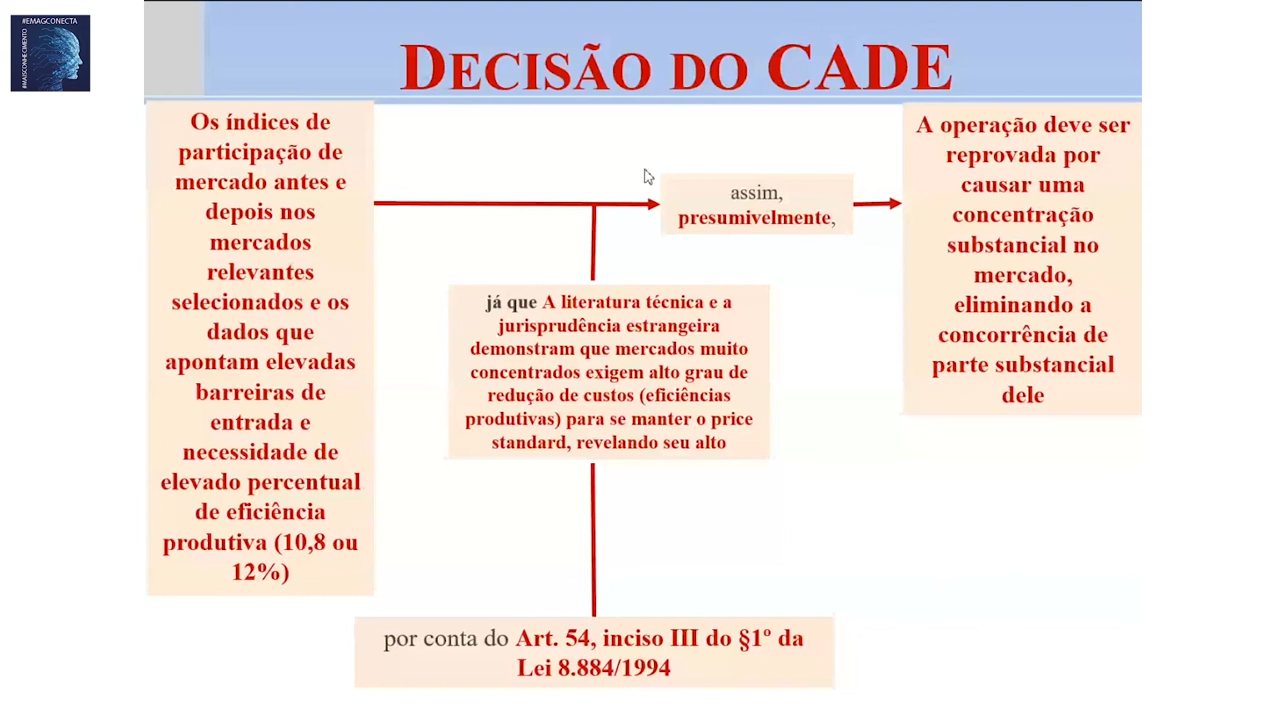 #EMAGCONECTA
#MAISCONHECIMENTO
DECISÃO DO CADE
Os índices de
participação de
mercado antes e
depois nos
mercados
relevantes
selecionados e os
dados que
apontam elevadas
barreiras de
entrada e
necessidade de
elevado percentual
de eficiência
produtiva (10,8 ou
12%)
assim,
presumivelmente,
A operação deve ser
reprovada por
causar uma
concentração
substancial no
mercado,
eliminando a
concorrência de
parte substancial
dele
já que A literatura técnica e a
jurisprudência estrangeira
demonstram que mercados muito
concentrados exigem alto grau de
redução de custos (eficiências
produtivas) para se manter o price
standard, revelando seu alto
por conta do Art. 54, inciso III do §1º da
Lei 8.884/1994